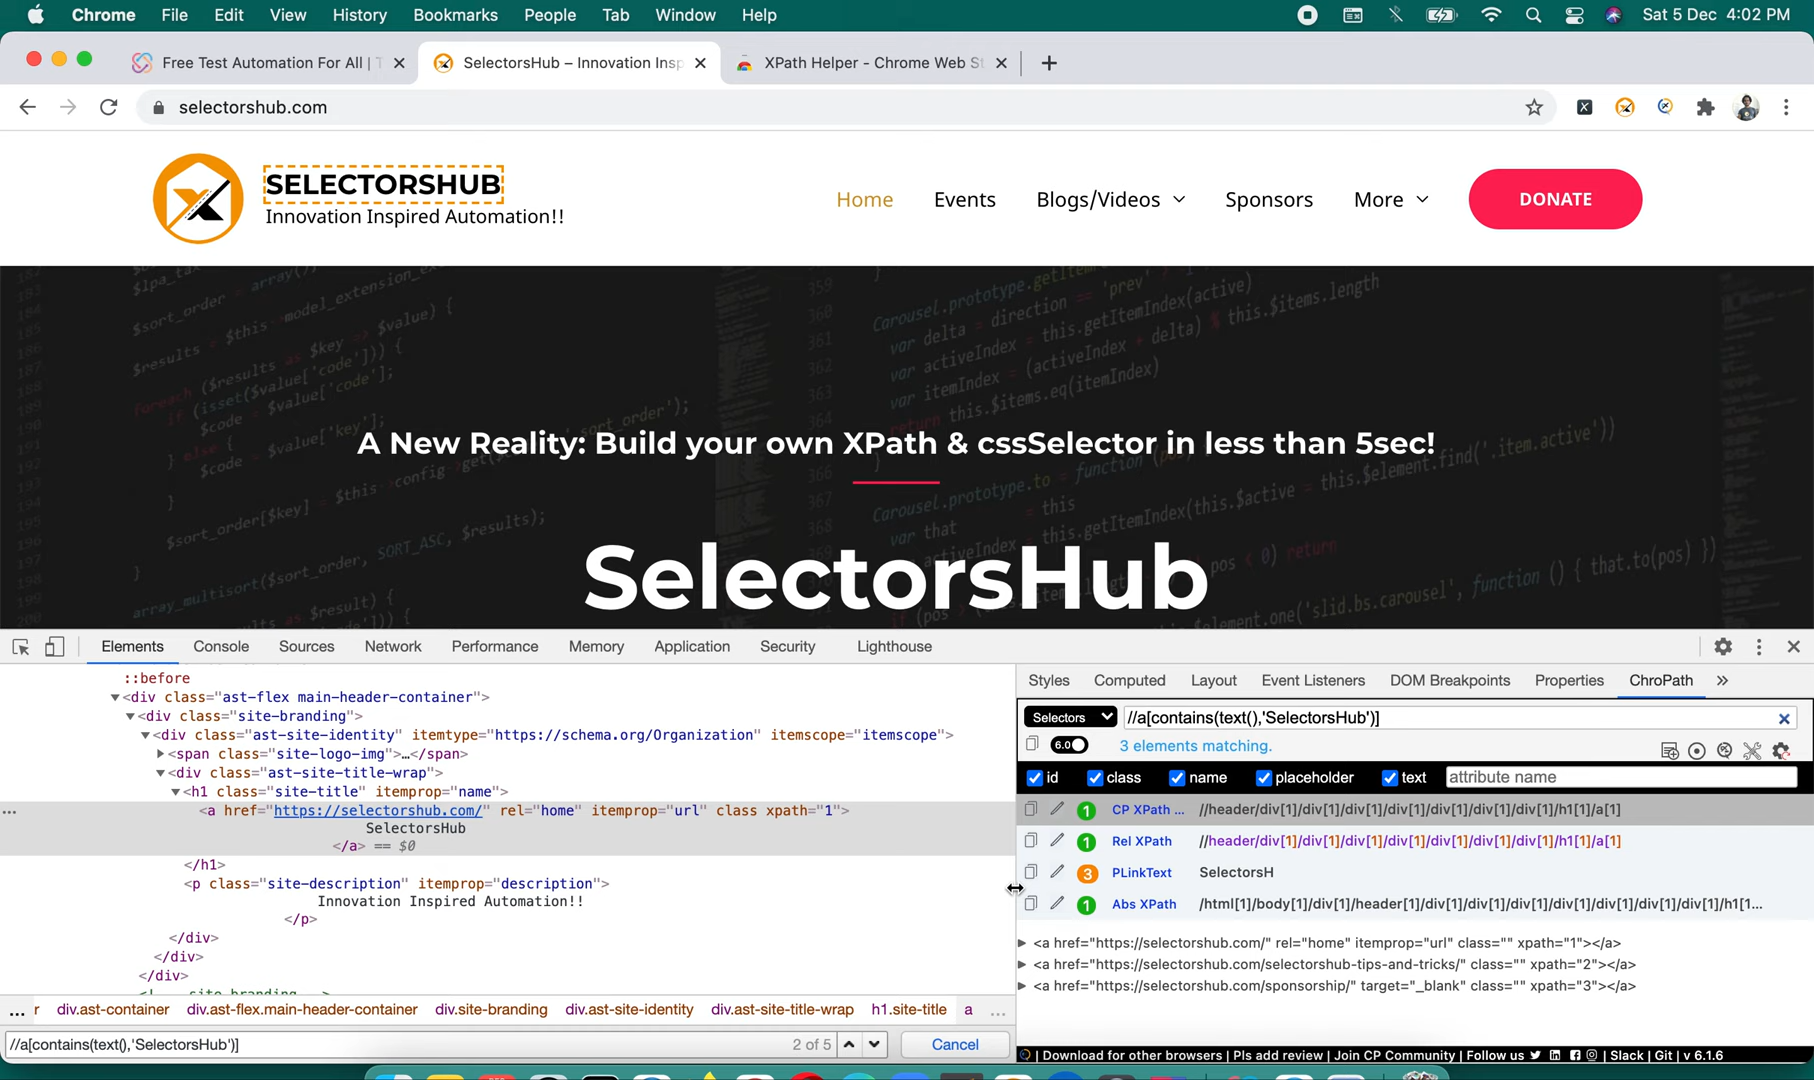 Chrome File Edit View History Bookmarks People Tab Window Help Sat 5 Dec 4:02 PM
Free Test Automation For All | SelectorsHub – Innovation Insp XPath Helper - Chrome Web St
selectorshub.com
SELECTORSHUB
Innovation Inspired Automation!!
Home Events Blogs/Videos Sponsors More DONATE
A New Reality: Build your own XPath & cssSelector in less than 5sec!
SelectorsHub
Elements Console Sources Network Performance Memory Application Security Lighthouse
::before
<div class="ast-flex main-header-container">
<div class="site-branding">
<div class="ast-site-identity" itemtype="https://schema.org/Organization" itemscope="itemscope">
<span class="site-logo-img">…</span>
<div class="ast-site-title-wrap">
<h1 class="site-title" itemprop="name">
<a href="https://selectorshub.com/" rel="home" itemprop="url" class xpath="1">
SelectorsHub
</a> == $0
</h1>
<p class="site-description" itemprop="description">
Innovation Inspired Automation!!
</p>
</div>
</div>
</div>
… r div.ast-container div.ast-flex.main-header-container div.site-branding div.ast-site-identity div.ast-site-title-wrap h1.site-title a …
//a[contains(text(),'SelectorsHub')] 2 of 5 Cancel
Styles Computed Layout Event Listeners DOM Breakpoints Properties ChroPath »
Selectors //a[contains(text(),'SelectorsHub')]
6.0 3 elements matching.
id class name placeholder text attribute name
1 CP XPath ... //header/div[1]/div[1]/div[1]/div[1]/div[1]/div[1]/div[1]/h1[1]/a[1]
1 Rel XPath //header/div[1]/div[1]/div[1]/div[1]/div[1]/div[1]/div[1]/h1[1]/a[1]
3 PLinkText SelectorsH
1 Abs XPath /html[1]/body[1]/div[1]/header[1]/div[1]/div[1]/div[1]/div[1]/div[1]/div[1]/div[1]/h1[1...
<a href="https://selectorshub.com/" rel="home" itemprop="url" class="" xpath="1"></a>
<a href="https://selectorshub.com/selectorshub-tips-and-tricks/" class="" xpath="2"></a>
<a href="https://selectorshub.com/sponsorship/" target="_blank" class="" xpath="3"></a>
| Download for other browsers | Pls add review | Join CP Community | Follow us | Slack | Git | v 6.1.6